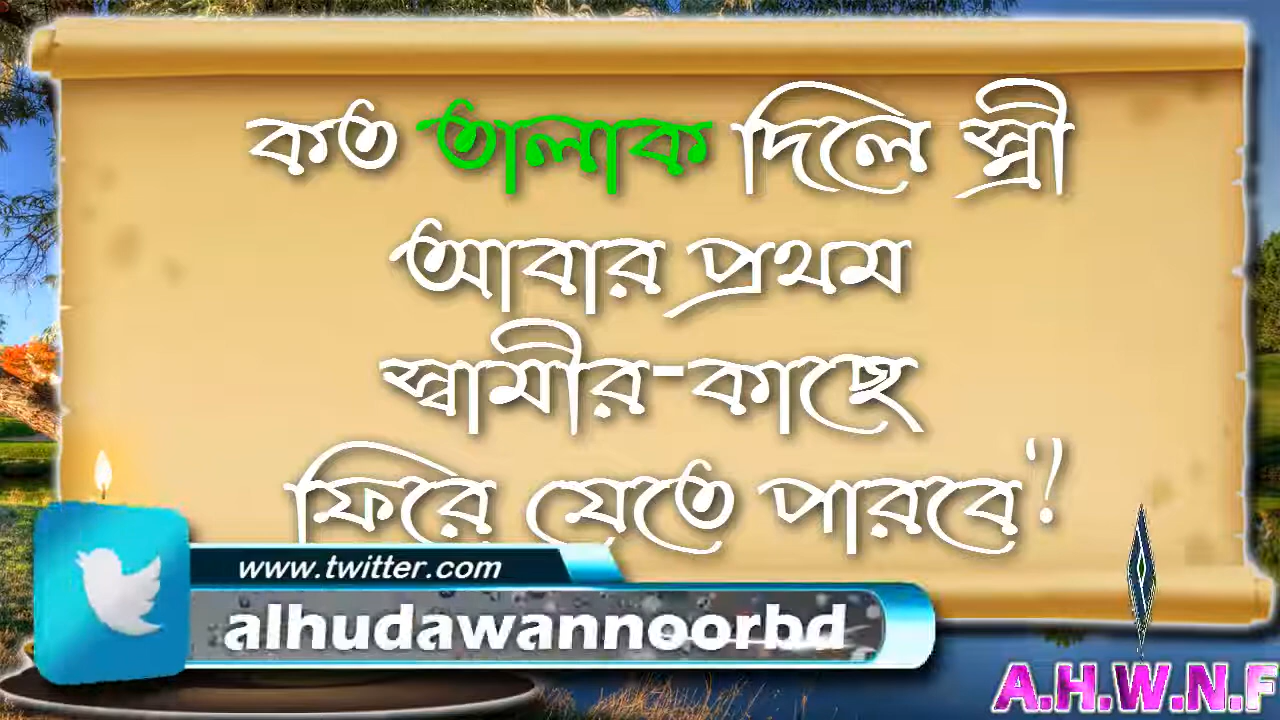 কত তালাক দিলে স্ত্রী
আবার প্রথম
স্বামীর-কাছে
ফিরে যেতে পারবে?
www.twitter.com
alhudawannoorbd
A.H.W.N.F